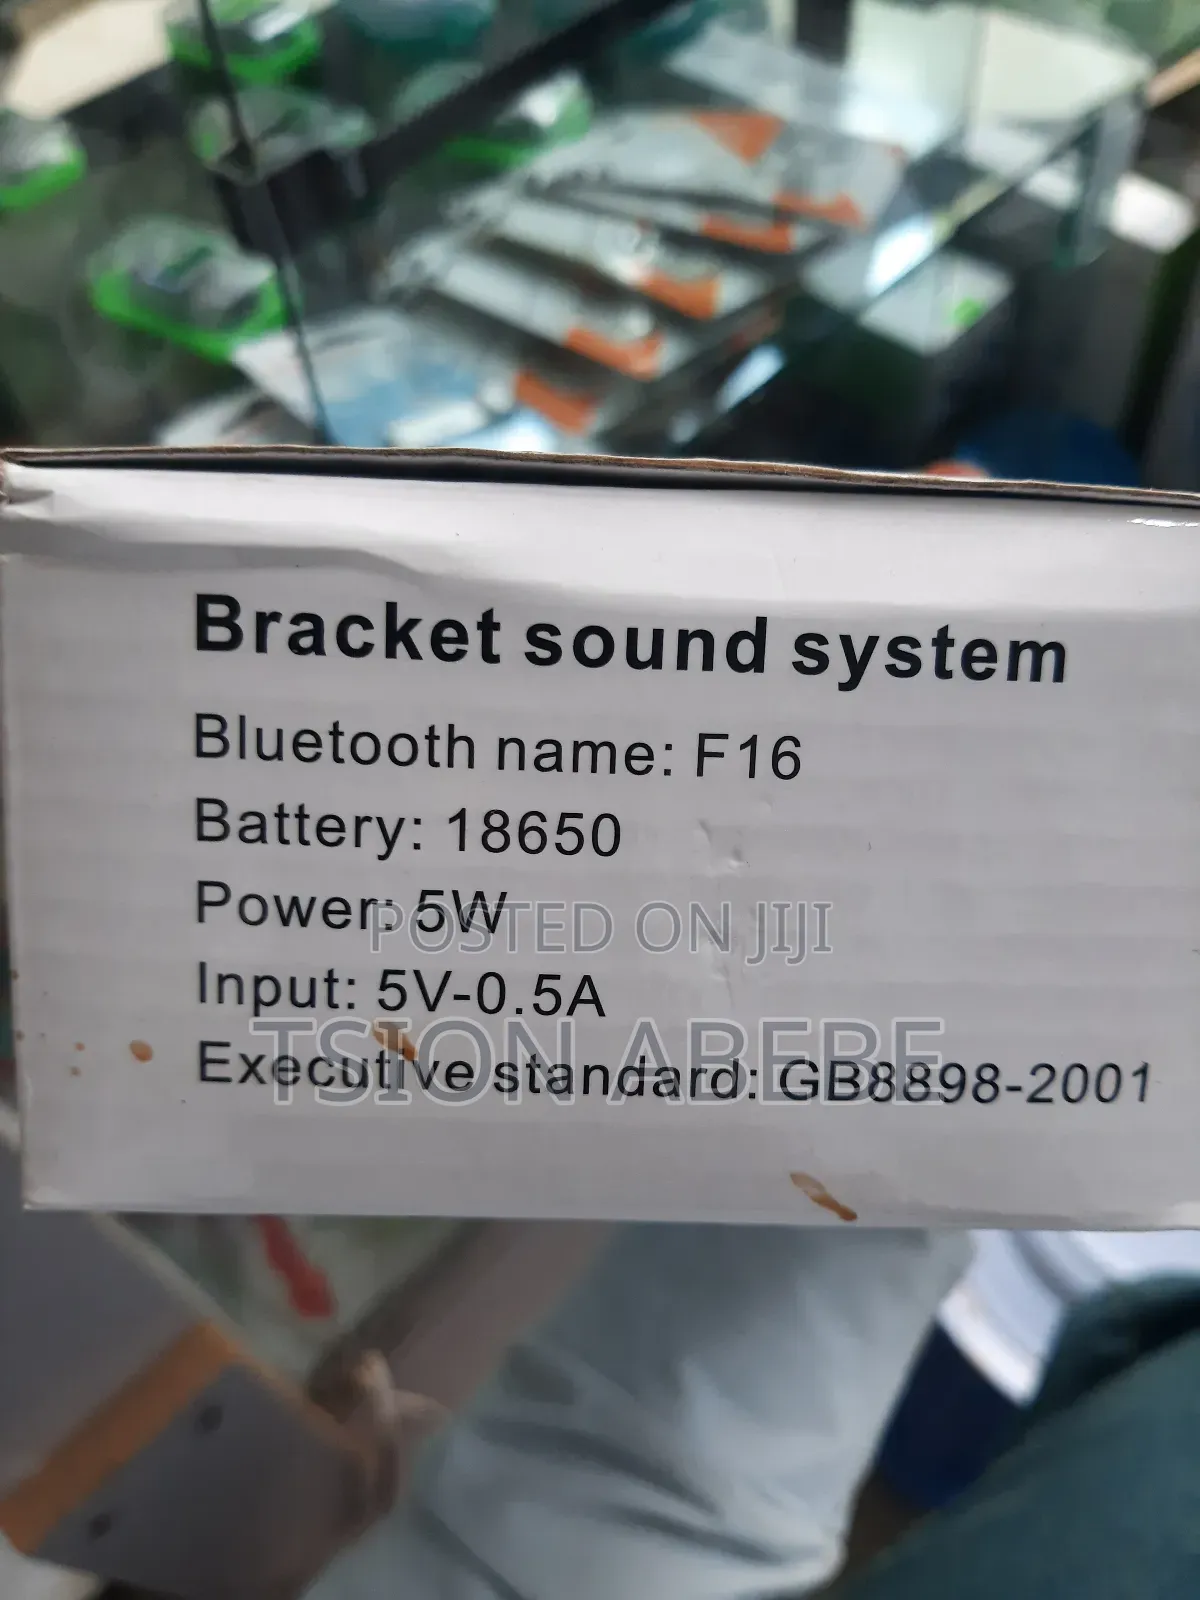 Bracket sound system
Bluetooth name: F16
Battery: 18650
Power: 5W
POSTED ON JIJI
Input: 5V-0.5A
TSION ABEBE
Executive standard: GB8898-2001